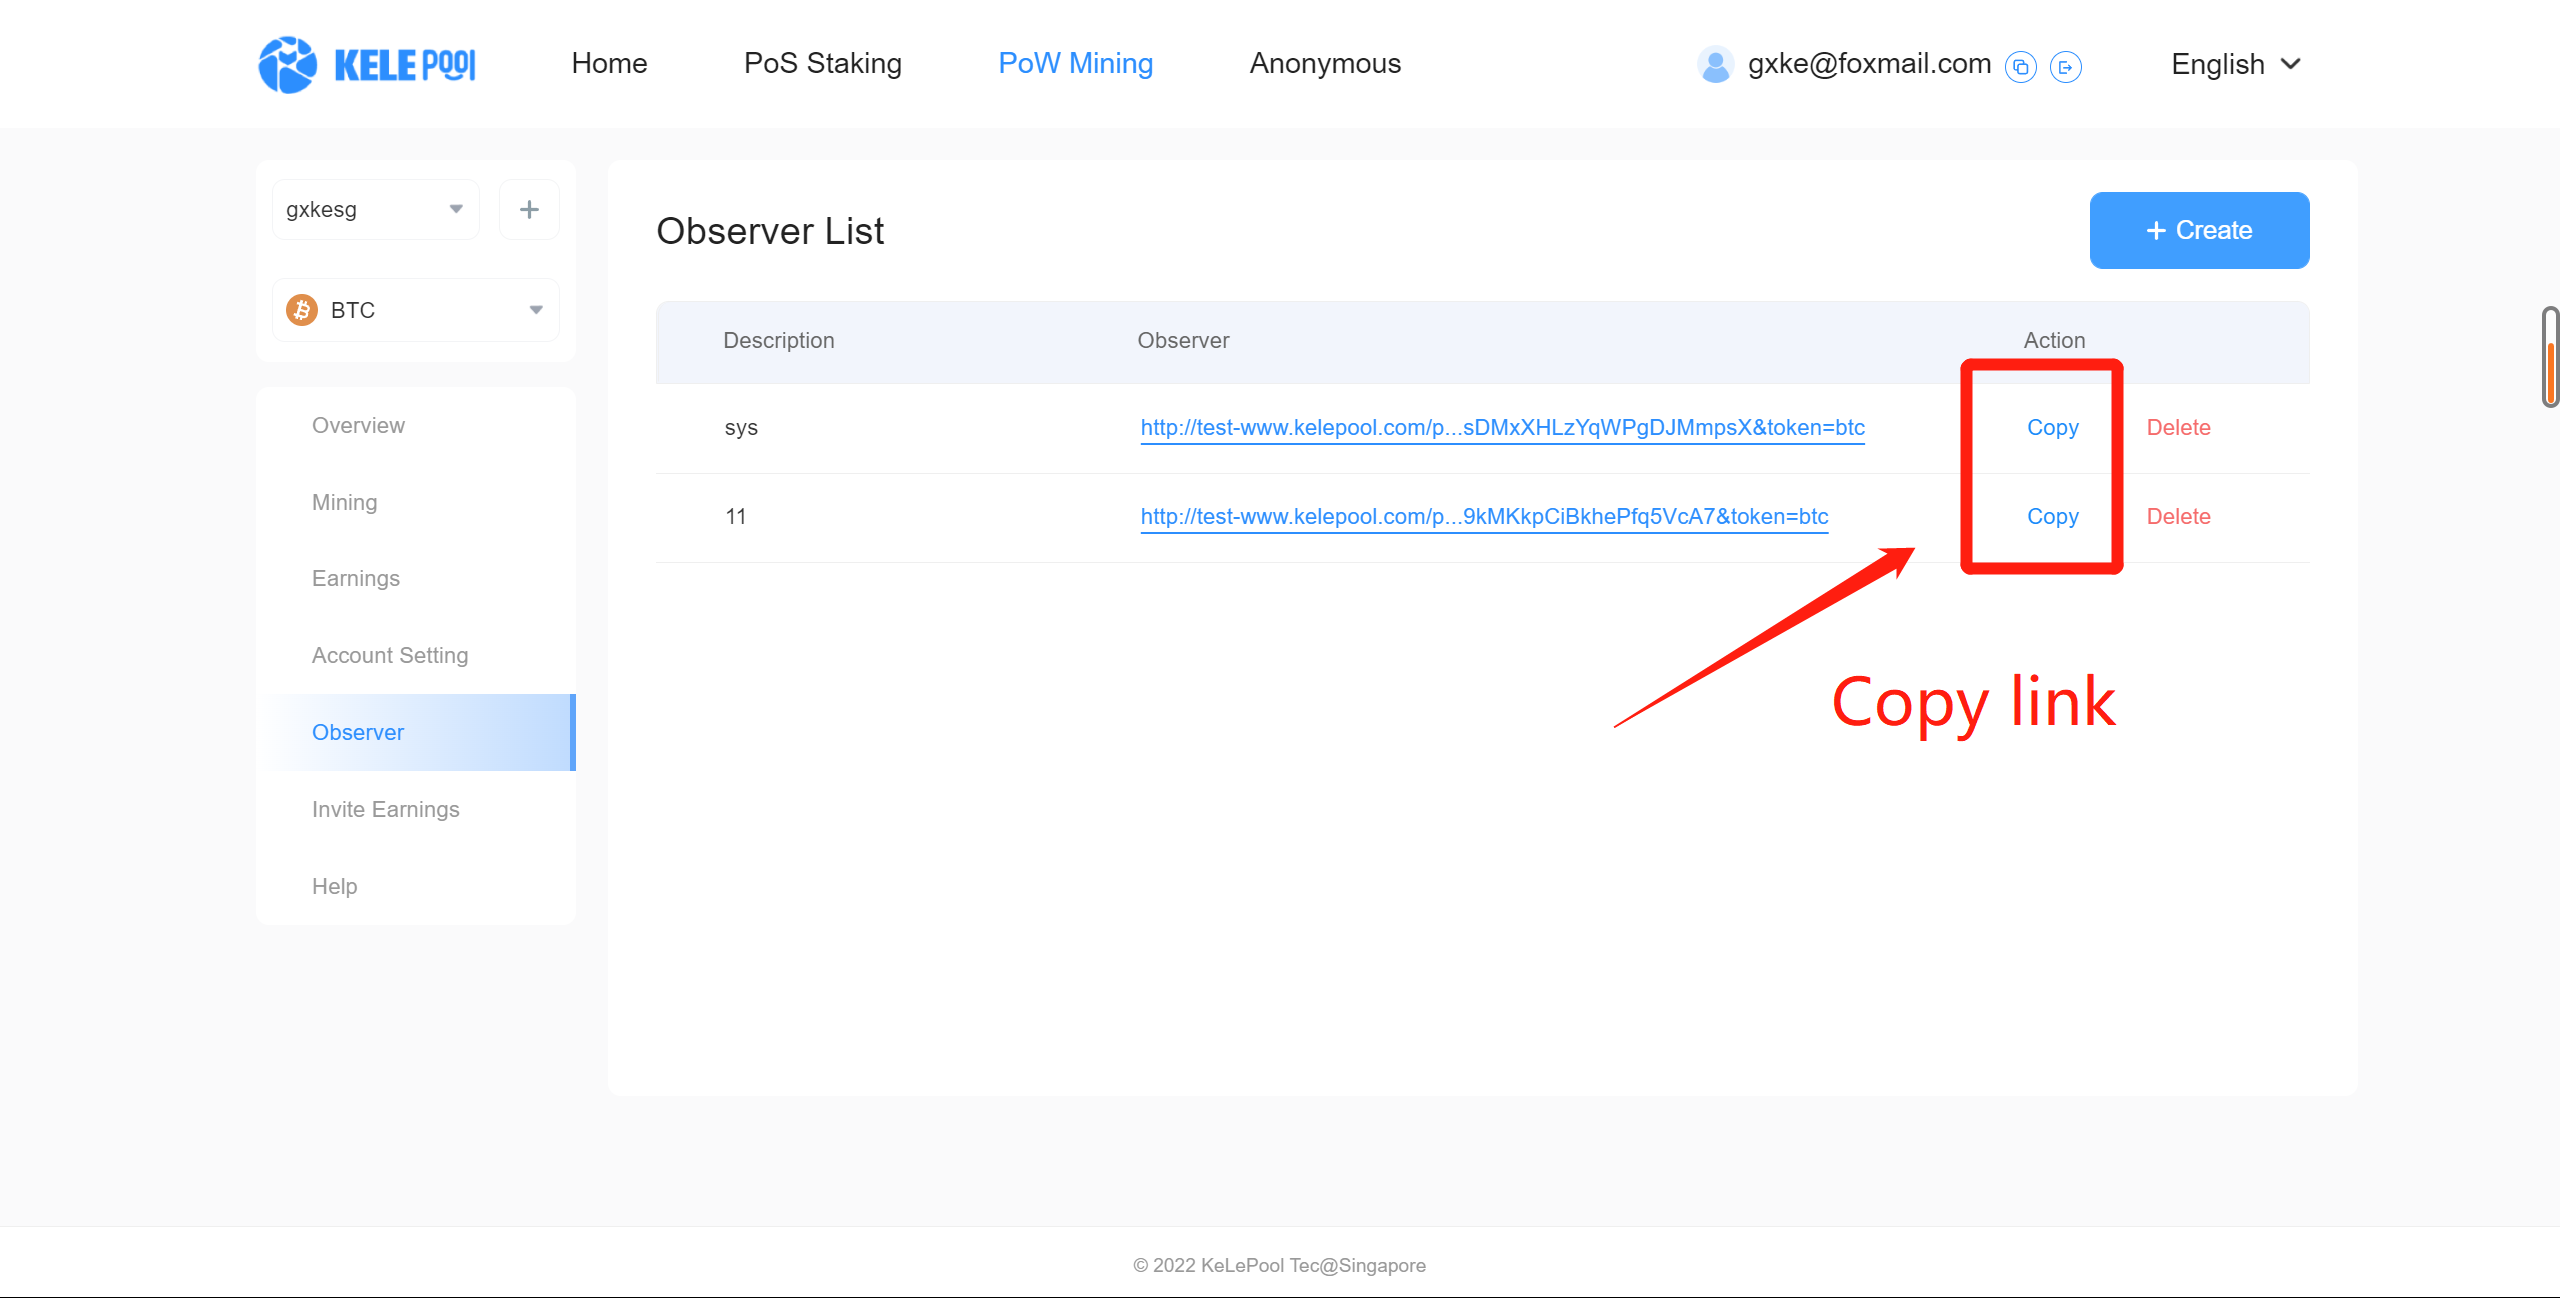 KELE POOl
Home
PoS Staking
PoW Mining
Anonymous
gxke@foxmail.com
English
gxkesg
BTC
Overview
Mining
Earnings
Account Setting
Observer
Invite Earnings
Help
Observer List
+ Create
Description Observer Action
sys http://test-www.kelepool.com/p...sDMxXHLzYqWPgDJMmpsX&token=btc Copy Delete
11 http://test-www.kelepool.com/p...9kMKkpCiBkhePfq5VcA7&token=btc Copy Delete
Copy link
© 2022 KeLePool Tec@Singapore